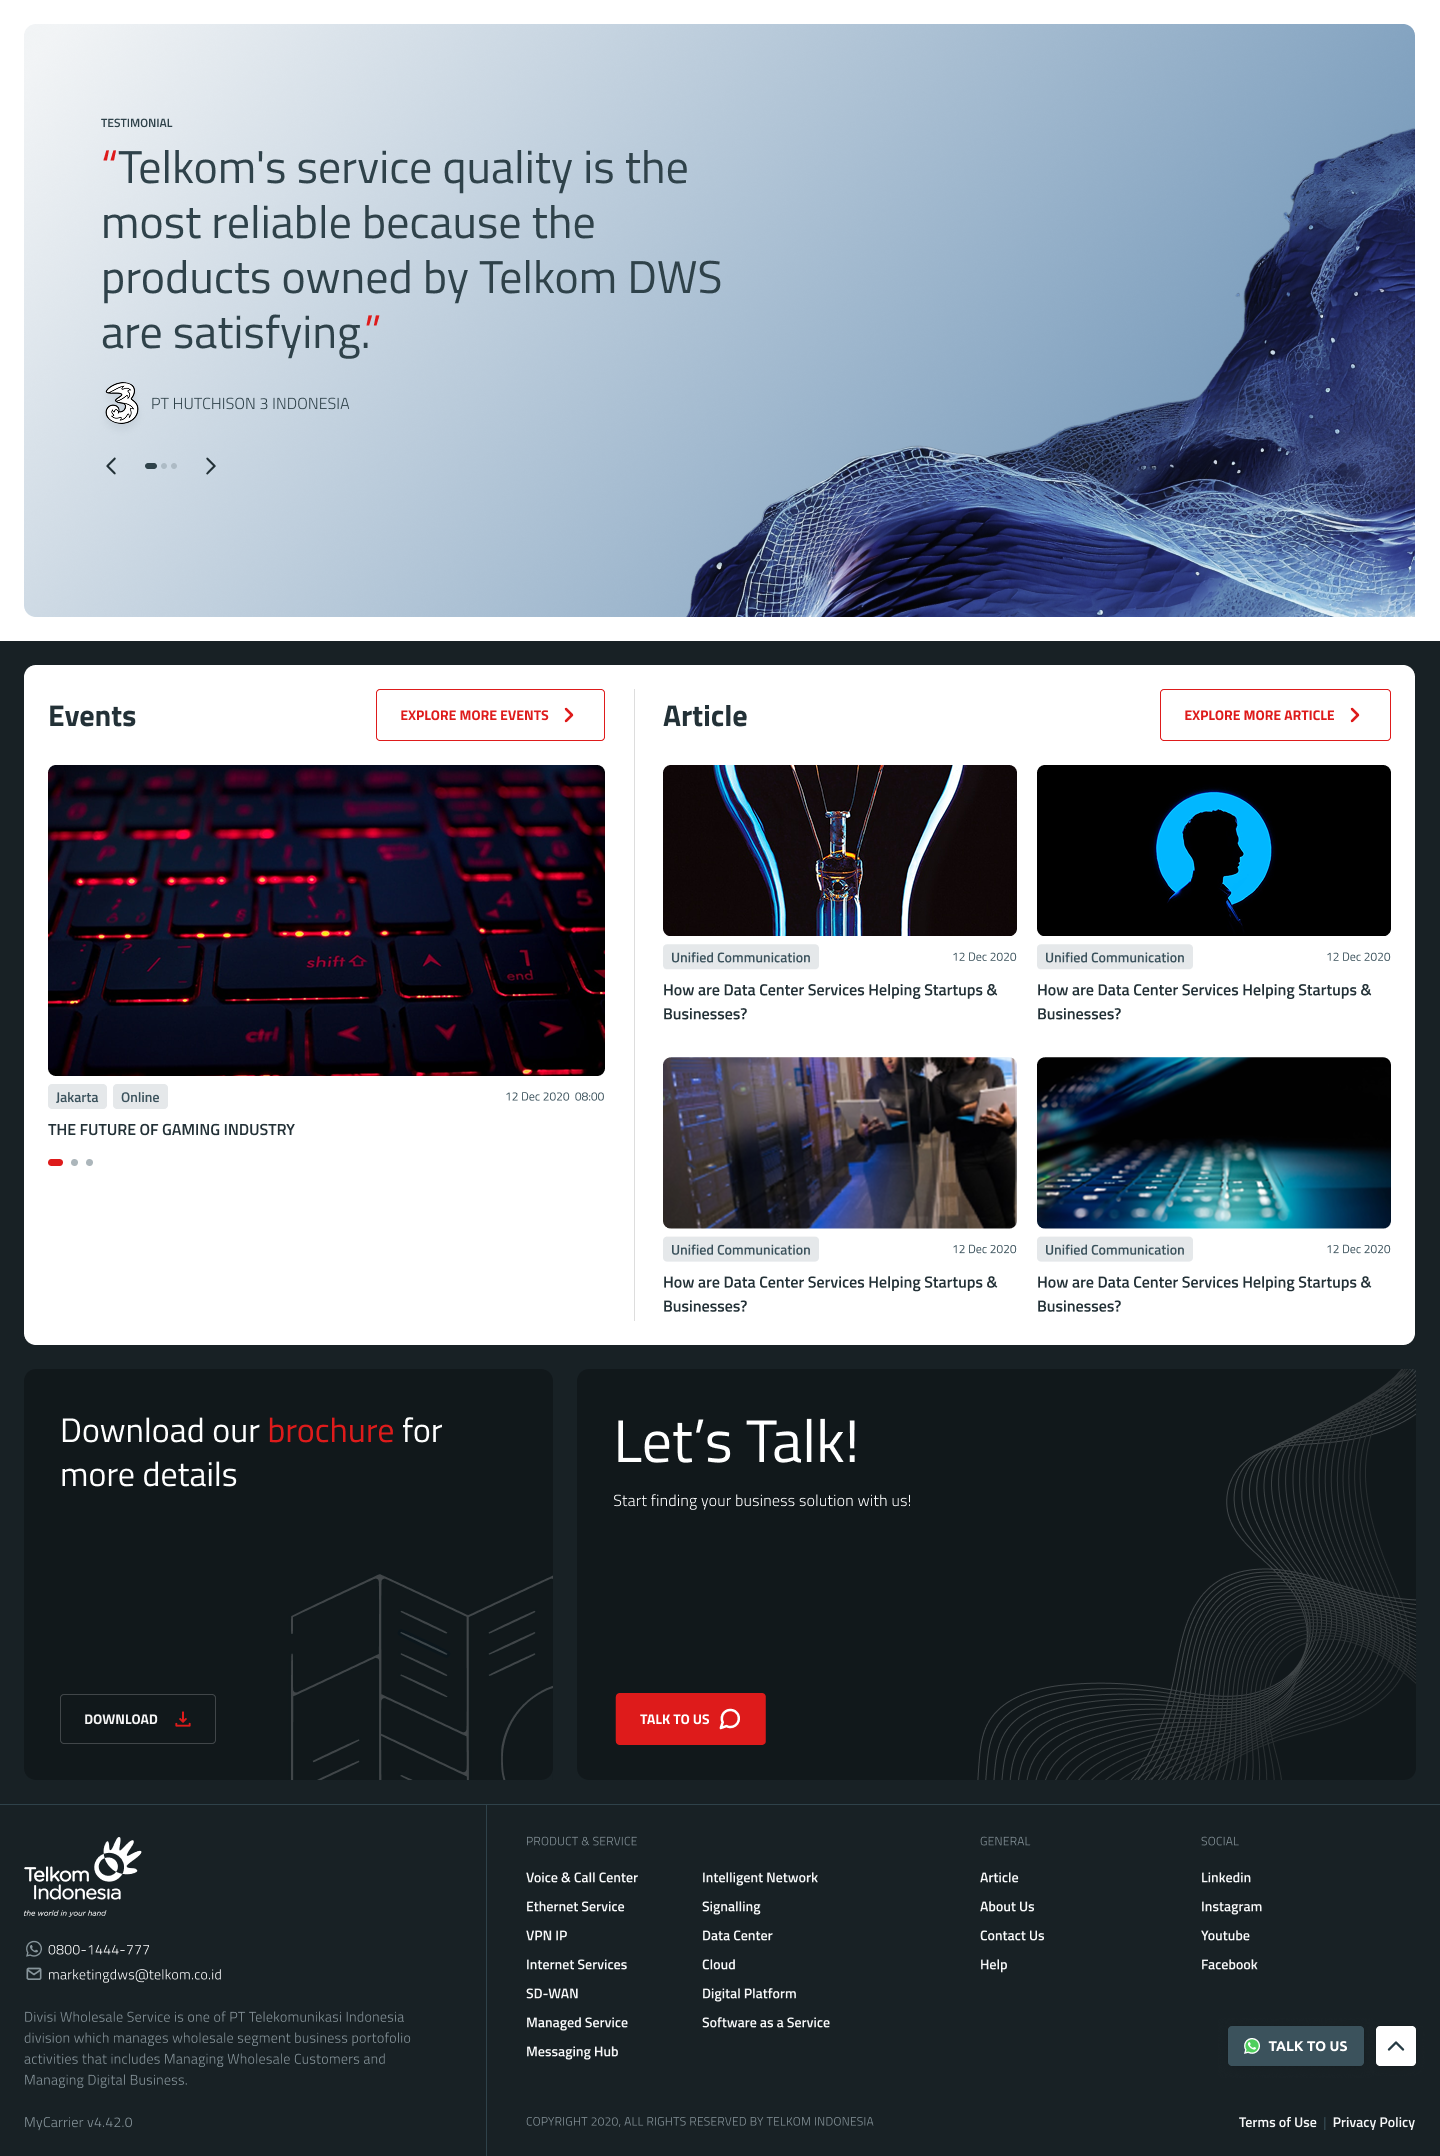 TESTIMONIAL
“Telkom's service quality is the
most reliable because the
products owned by Telkom DWS
are satisfying.”
3
PT HUTCHISON 3 INDONESIA
Events
EXPLORE MORE EVENTS
7
6
4
5
shift
1
end
ctrl
Jakarta
Online
12 Dec 2020 08:00
THE FUTURE OF GAMING INDUSTRY
Article
EXPLORE MORE ARTICLE
Unified Communication
12 Dec 2020
How are Data Center Services Helping Startups &
Businesses?
Unified Communication
12 Dec 2020
How are Data Center Services Helping Startups &
Businesses?
Unified Communication
12 Dec 2020
How are Data Center Services Helping Startups &
Businesses?
Unified Communication
12 Dec 2020
How are Data Center Services Helping Startups &
Businesses?
Download our brochure for
more details
DOWNLOAD
Let’s Talk!
Start finding your business solution with us!
TALK TO US
Telkom
Indonesia
the world in your hand
0800-1444-777
marketingdws@telkom.co.id
Divisi Wholesale Service is one of PT Telekomunikasi Indonesia
division which manages wholesale segment business portofolio
activities that includes Managing Wholesale Customers and
Managing Digital Business.
MyCarrier v4.42.0
PRODUCT & SERVICE
Voice & Call Center
Ethernet Service
VPN IP
Internet Services
SD-WAN
Managed Service
Messaging Hub
Intelligent Network
Signalling
Data Center
Cloud
Digital Platform
Software as a Service
GENERAL
Article
About Us
Contact Us
Help
SOCIAL
Linkedin
Instagram
Youtube
Facebook
TALK TO US
COPYRIGHT 2020, ALL RIGHTS RESERVED BY TELKOM INDONESIA
Terms of Use | Privacy Policy